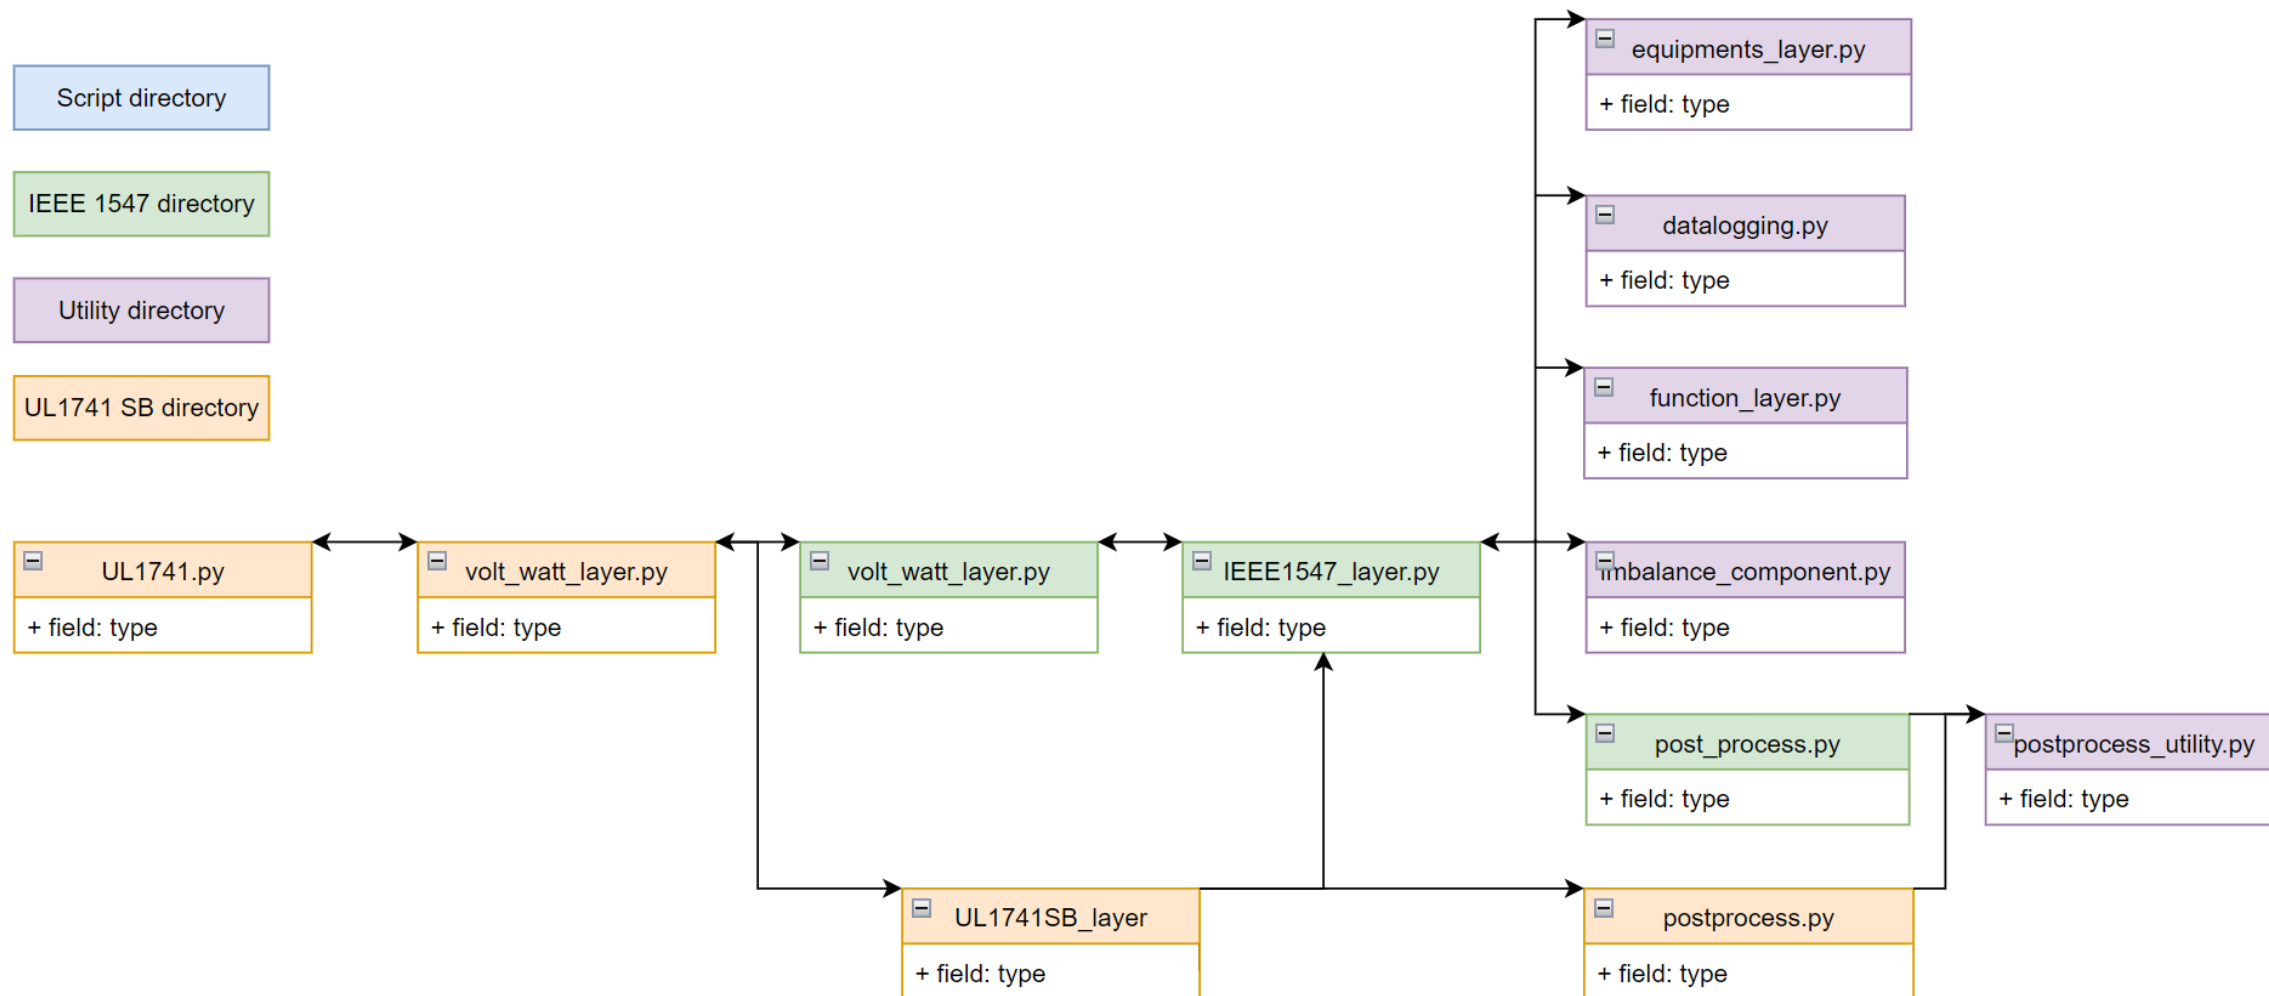 Script directory
IEEE 1547 directory
Utility directory
UL1741 SB directory
equipments_layer.py
+ field: type
datalogging.py
+ field: type
function_layer.py
+ field: type
UL1741.py
+ field: type
volt_watt_layer.py
+ field: type
volt_watt_layer.py
+ field: type
IEEE1547_layer.py
+ field: type
imbalance_component.py
+ field: type
post_process.py
+ field: type
postprocess_utility.py
+ field: type
UL1741SB_layer
+ field: type
postprocess.py
+ field: type